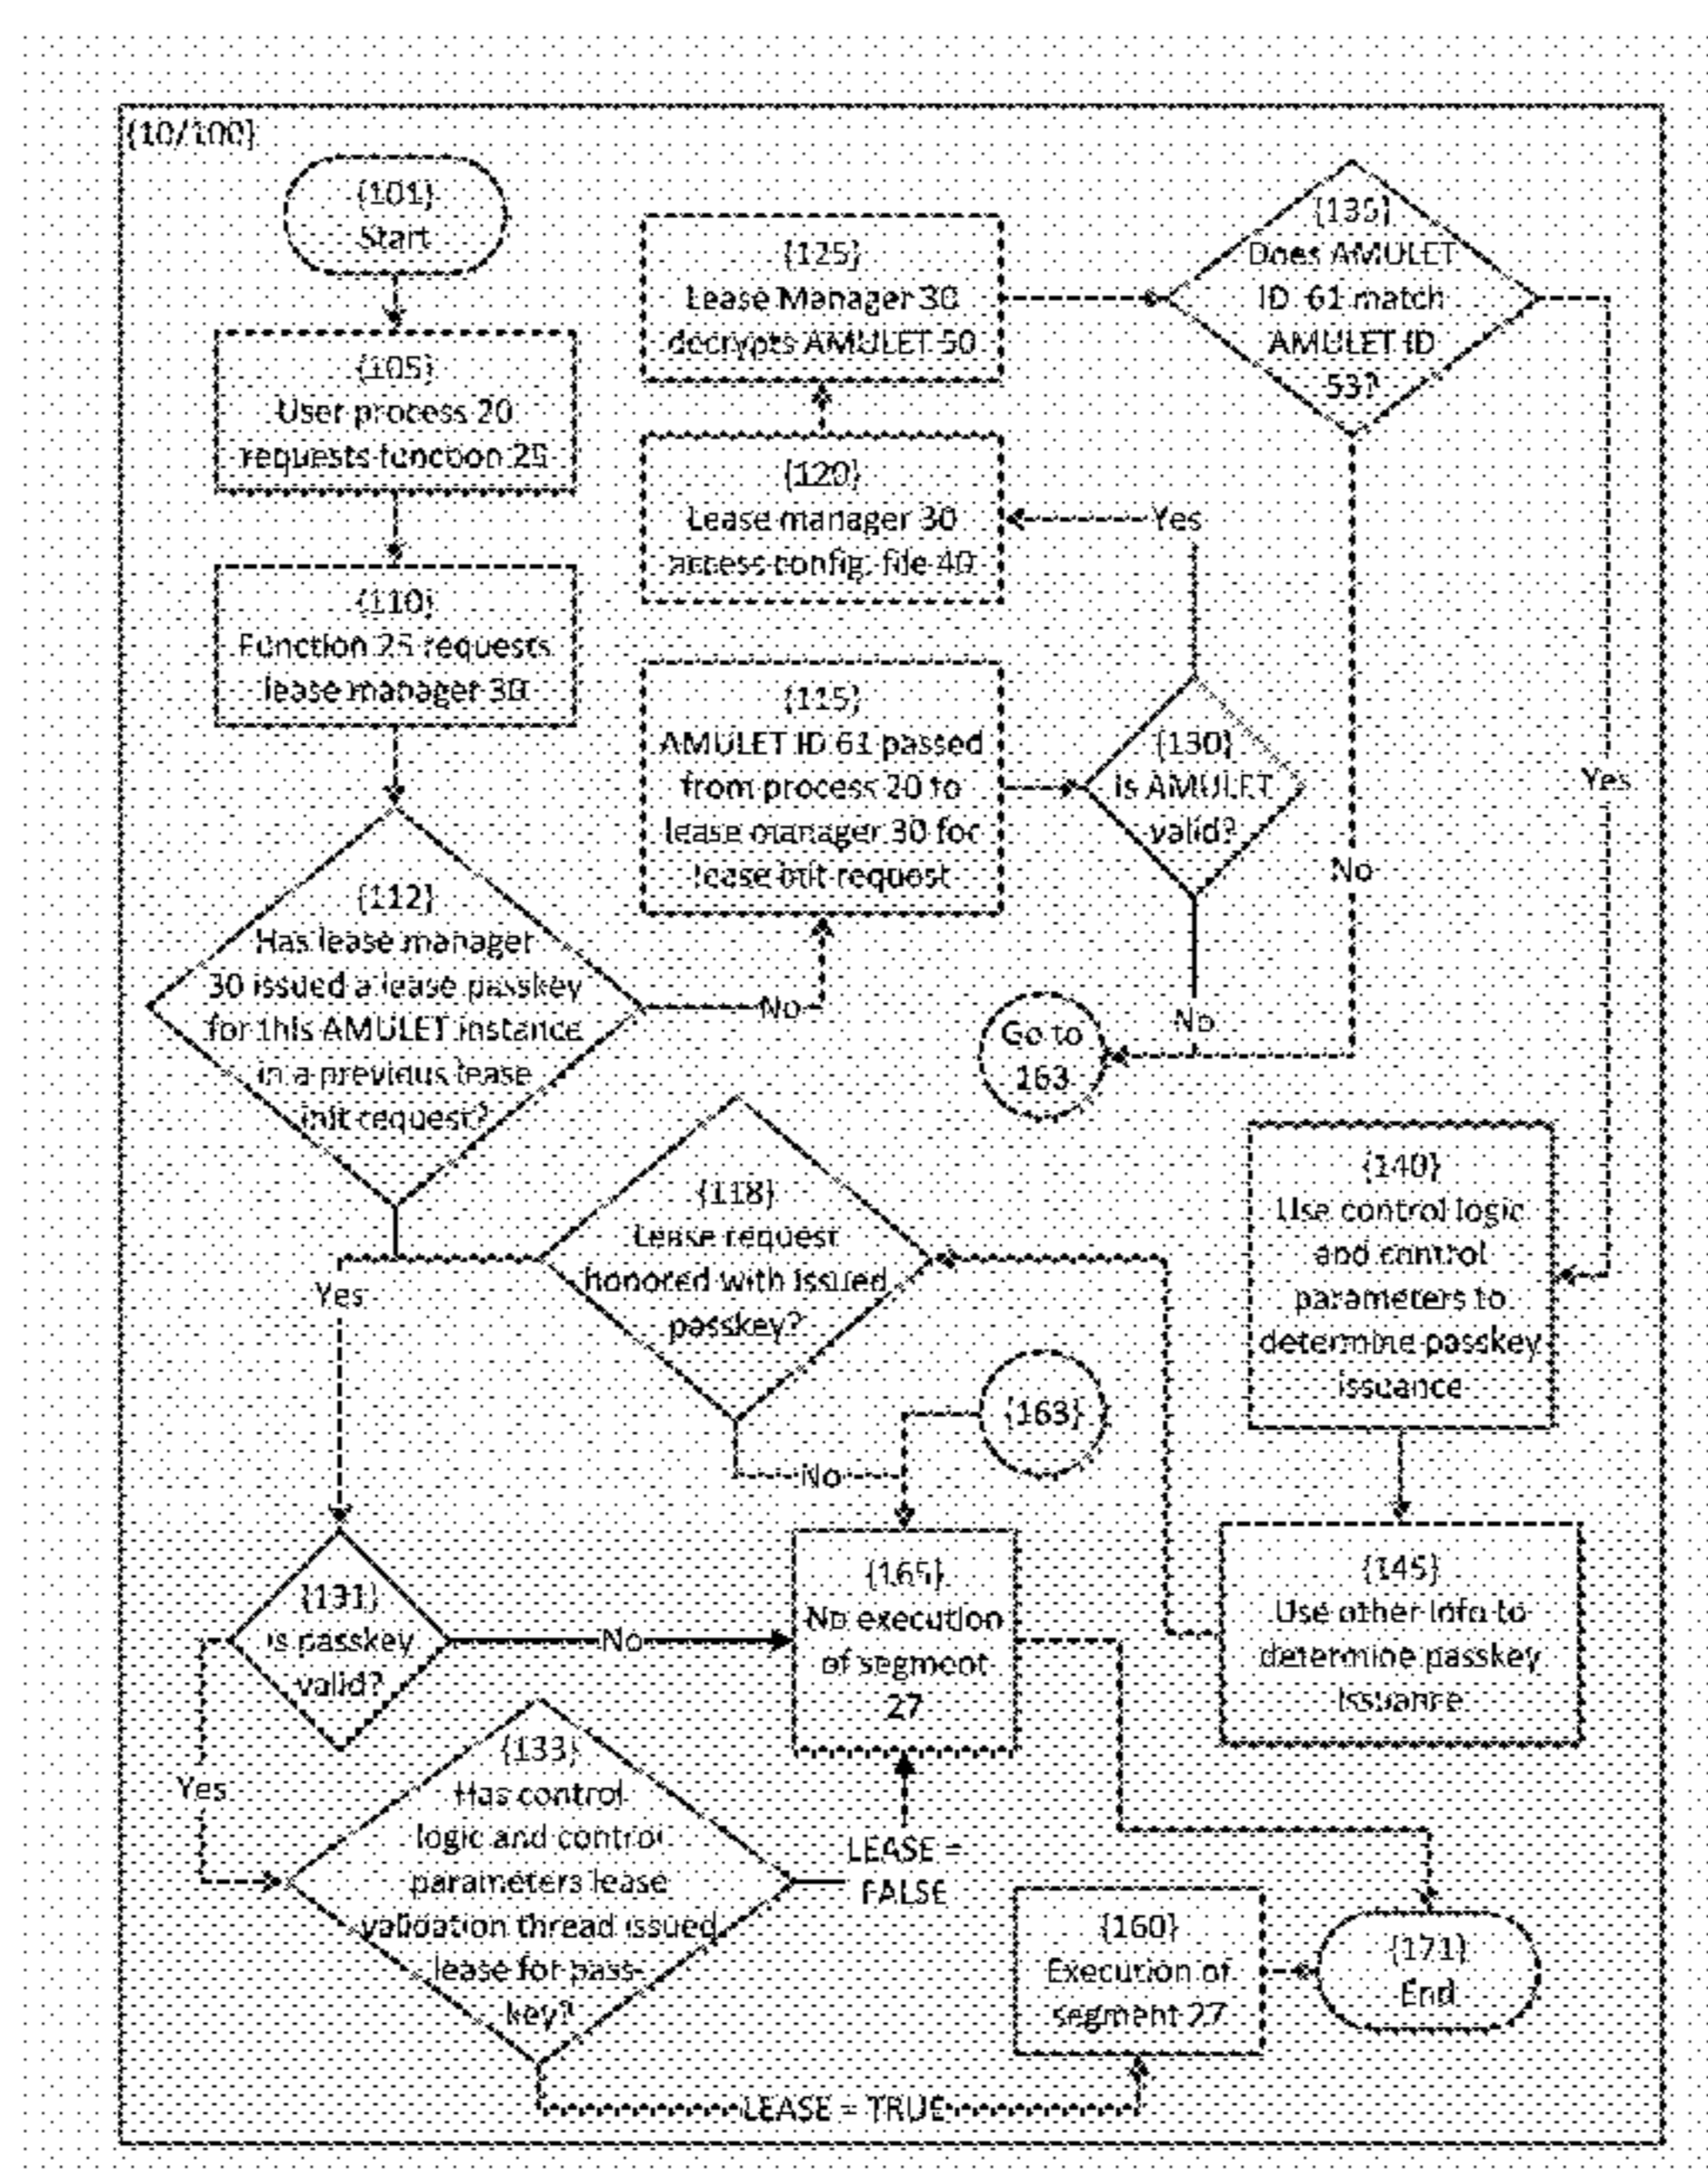 {10/100}
{101}
Start
{105}
User process 20
requests function 25
{110}
Function 25 requests
lease manager 30
{112}
Has lease manager
30 issued a lease passkey
for this AMULET instance
in a previous lease
init request?
No
Yes
{115}
AMULET ID 61 passed
from process 20 to
lease manager 30 for
lease init request
{130}
is AMULET
valid?
Yes
No
{120}
Lease manager 30
access config. file 40
{125}
Lease Manager 30
decrypts AMULET 50
{135}
Does AMULET
ID 61 match
AMULET ID
53?
No
Yes
Go to
163
{140}
Use control logic
and control
parameters to
determine passkey
issuance
{145}
Use other info to
determine passkey
issuance
{118}
Lease request
honored with issued
passkey?
No
{163}
{131}
is passkey
valid?
No
Yes
{165}
No execution
of segment
27
{133}
Has control
logic and control
parameters lease
validation thread issued
lease for pass-
key?
LEASE =
FALSE
LEASE = TRUE
{160}
Execution of
segment 27
{171}
End